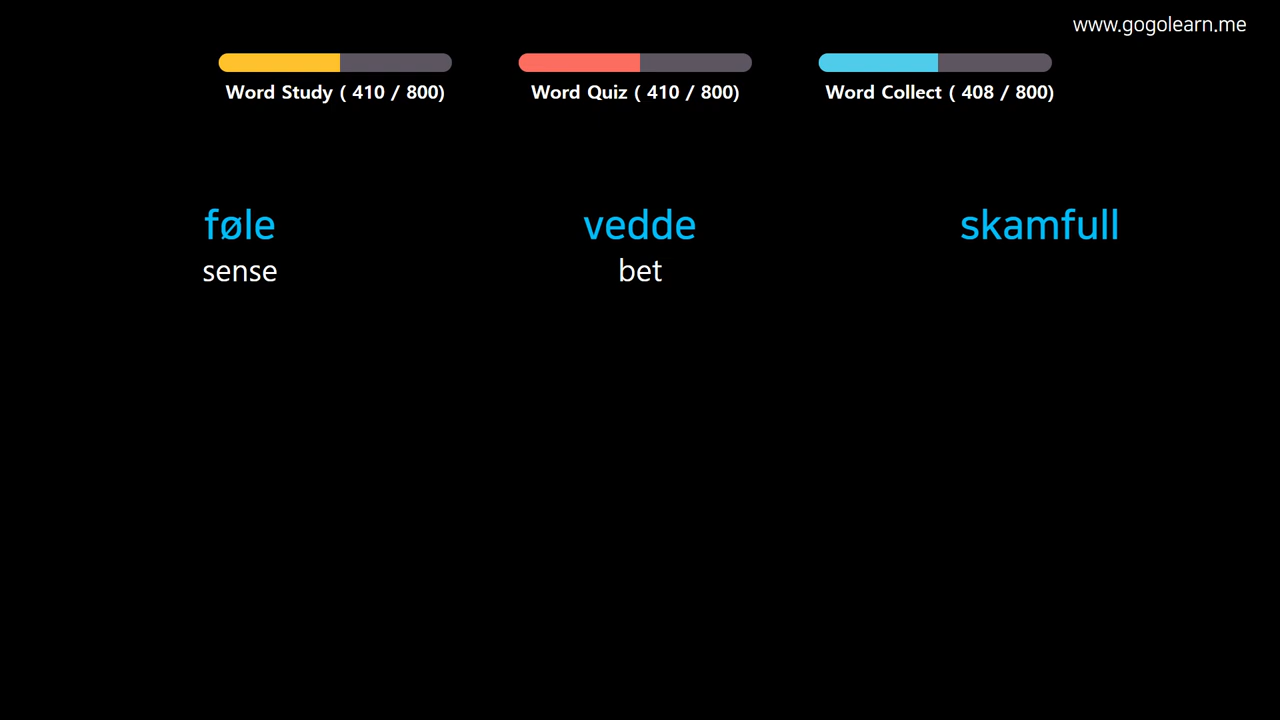 www.gogolearn.me
Word Study ( 410 / 800)
Word Quiz ( 410 / 800)
Word Collect ( 408 / 800)
føle
sense
vedde
bet
skamfull